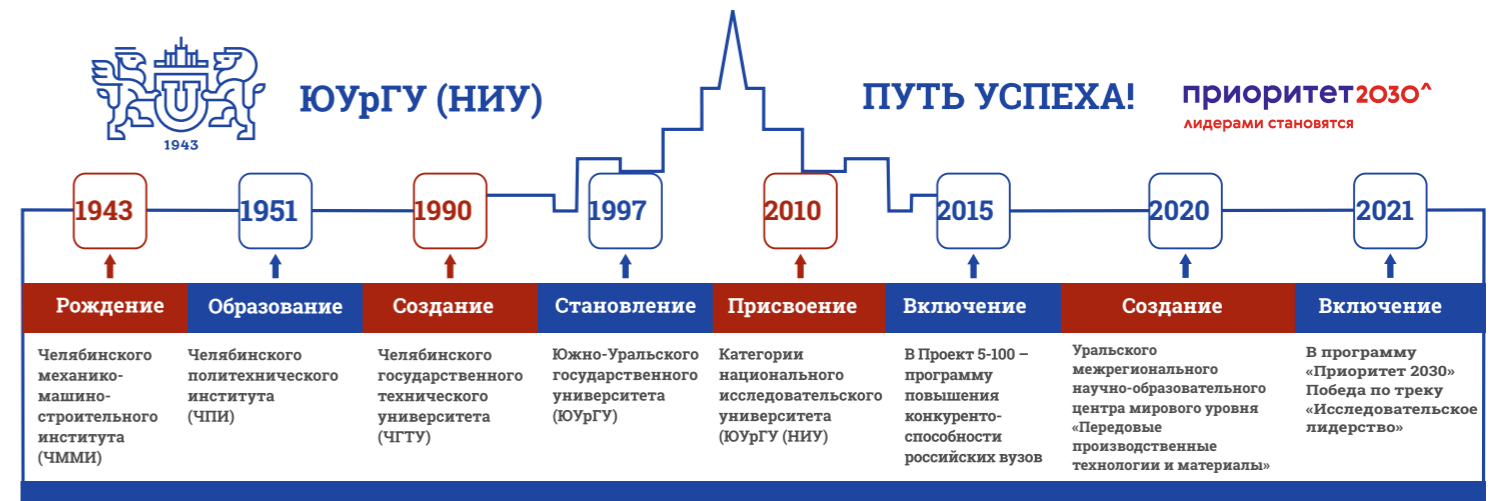 ЮУрГУ (НИУ)
1943
ПУТЬ УСПЕХА!
приоритет2030^
лидерами становятся
1943
1951
1990
1997
2010
2015
2020
2021
Рождение
Образование
Создание
Становление
Присвоение
Включение
Создание
Включение
Челябинского
механико-
машино-
строительного
института
(ЧММИ)
Челябинского
политехнического
института
(ЧПИ)
Челябинского
государственного
технического
университета
(ЧГТУ)
Южно-Уральского
государственного
университета
(ЮУрГУ)
Категории
национального
исследовательского
университета
(ЮУрГУ (НИУ)
В Проект 5-100 –
программу
повышения
конкуренто-
способности
российских вузов
Уральского
межрегионального
научно-образовательного
центра мирового уровня
«Передовые
производственные
технологии и материалы»
В программу
«Приоритет 2030»
Победа по треку
«Исследовательское
лидерство»